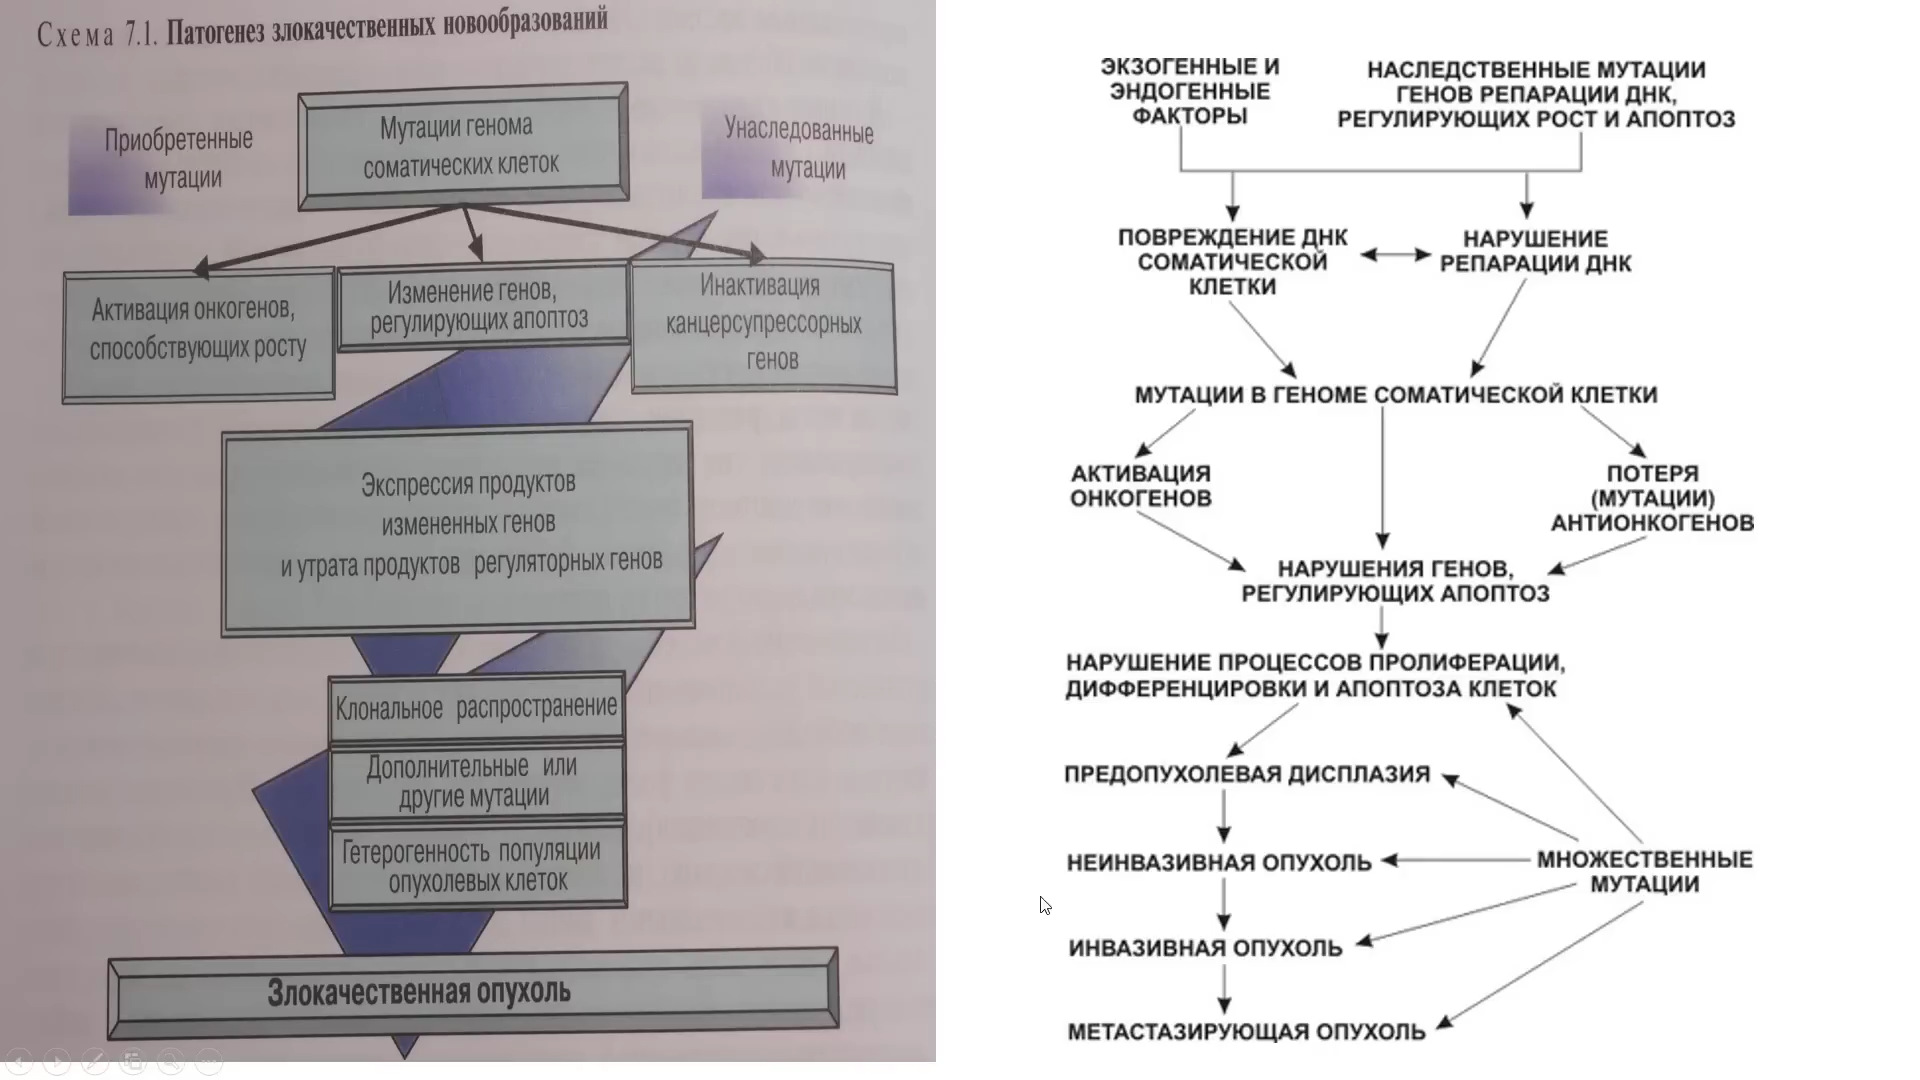 Схема 7.1. Патогенез злокачественных новообразований
Приобретенные
мутации
Мутации генома
соматических клеток
Унаследованные
мутации
Активация онкогенов,
способствующих росту
Изменение генов,
регулирующих апоптоз
Инактивация
канцерсупрессорных
генов
Экспрессия продуктов
измененных генов
и утрата продуктов регуляторных генов
Клональное распространение
Дополнительные или
другие мутации
Гетерогенность популяции
опухолевых клеток
Злокачественная опухоль
ЭКЗОГЕННЫЕ И
ЭНДОГЕННЫЕ
ФАКТОРЫ
НАСЛЕДСТВЕННЫЕ МУТАЦИИ
ГЕНОВ РЕПАРАЦИИ ДНК,
РЕГУЛИРУЮЩИХ РОСТ И АПОПТОЗ
ПОВРЕЖДЕНИЕ ДНК
СОМАТИЧЕСКОЙ
КЛЕТКИ
НАРУШЕНИЕ
РЕПАРАЦИИ ДНК
МУТАЦИИ В ГЕНОМЕ СОМАТИЧЕСКОЙ КЛЕТКИ
АКТИВАЦИЯ
ОНКОГЕНОВ
ПОТЕРЯ
(МУТАЦИИ)
АНТИОНКОГЕНОВ
НАРУШЕНИЯ ГЕНОВ,
РЕГУЛИРУЮЩИХ АПОПТОЗ
НАРУШЕНИЕ ПРОЦЕССОВ ПРОЛИФЕРАЦИИ,
ДИФФЕРЕНЦИРОВКИ И АПОПТОЗА КЛЕТОК
ПРЕДОПУХОЛЕВАЯ ДИСПЛАЗИЯ
НЕИНВАЗИВНАЯ ОПУХОЛЬ
МНОЖЕСТВЕННЫЕ
МУТАЦИИ
ИНВАЗИВНАЯ ОПУХОЛЬ
МЕТАСТАЗИРУЮЩАЯ ОПУХОЛЬ